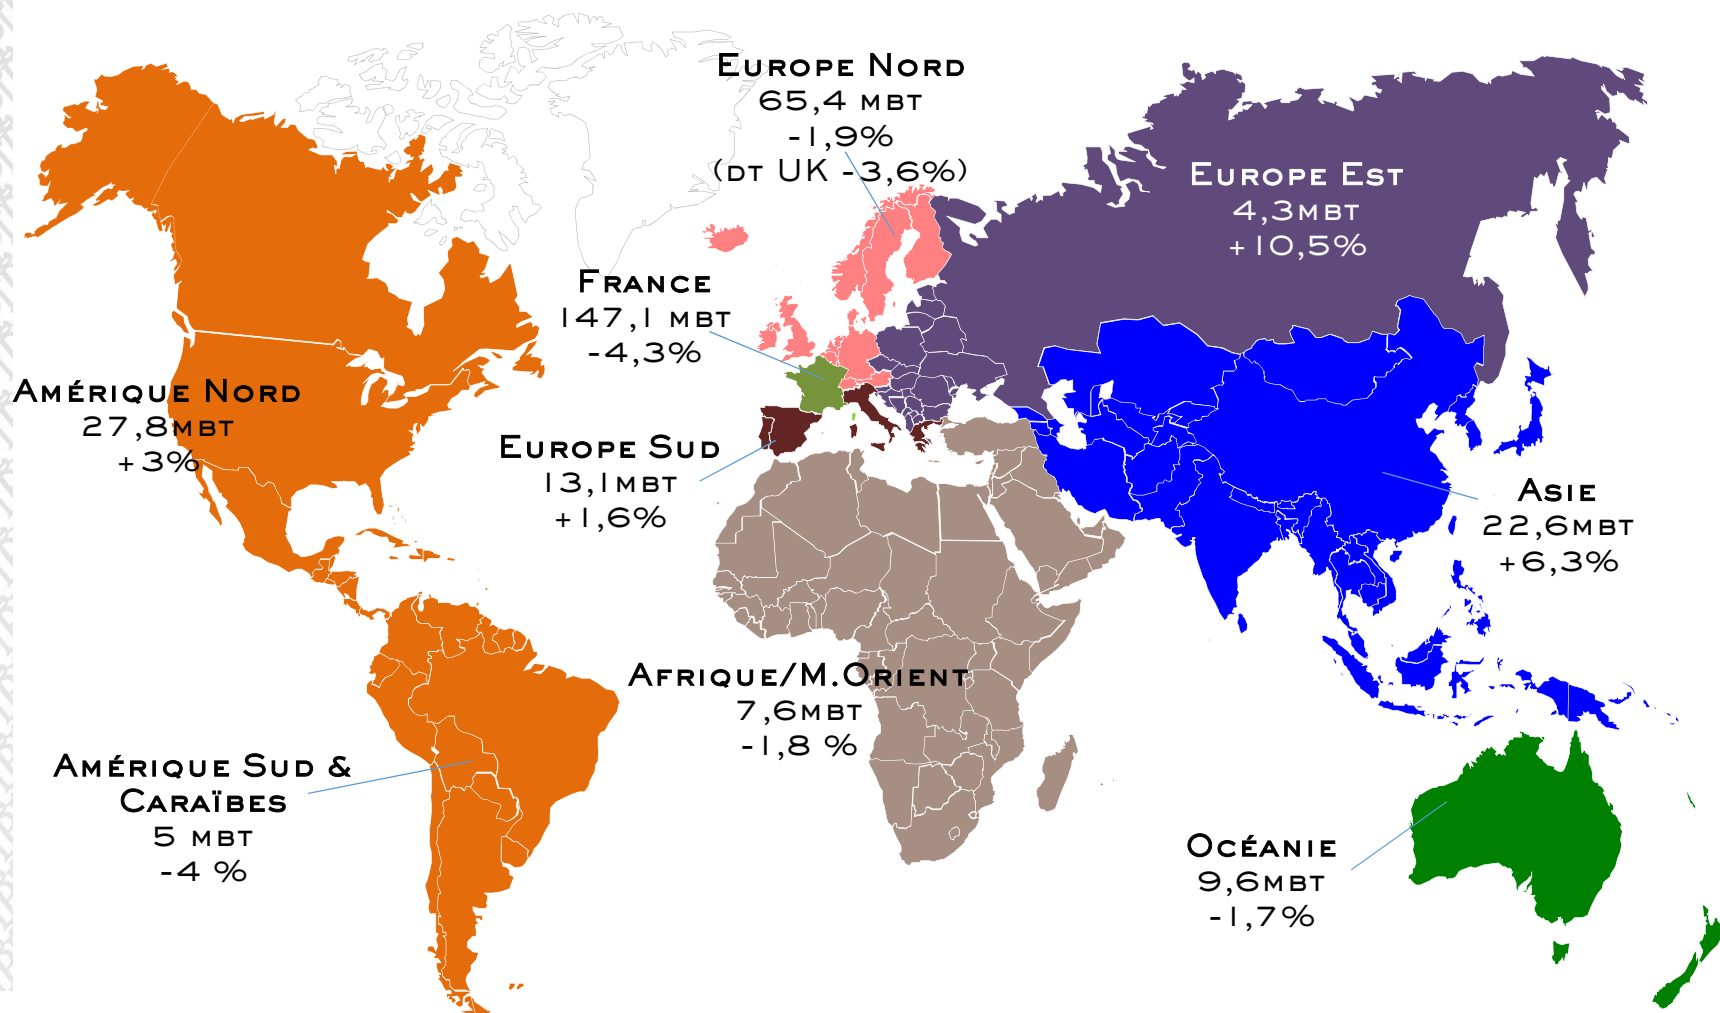 Europe Nord
65,4 mbt
-1,9%
(dt UK -3,6%)
Europe Est
4,3mbt
+10,5%
France
147,1 mbt
-4,3%
Amérique Nord
27,8mbt
+3%
Europe Sud
13,1mbt
+1,6%
Asie
22,6mbt
+6,3%
Afrique/M.Orient
7,6mbt
-1,8 %
Amérique Sud &
Caraïbes
5 mbt
-4 %
Océanie
9,6mbt
-1,7%